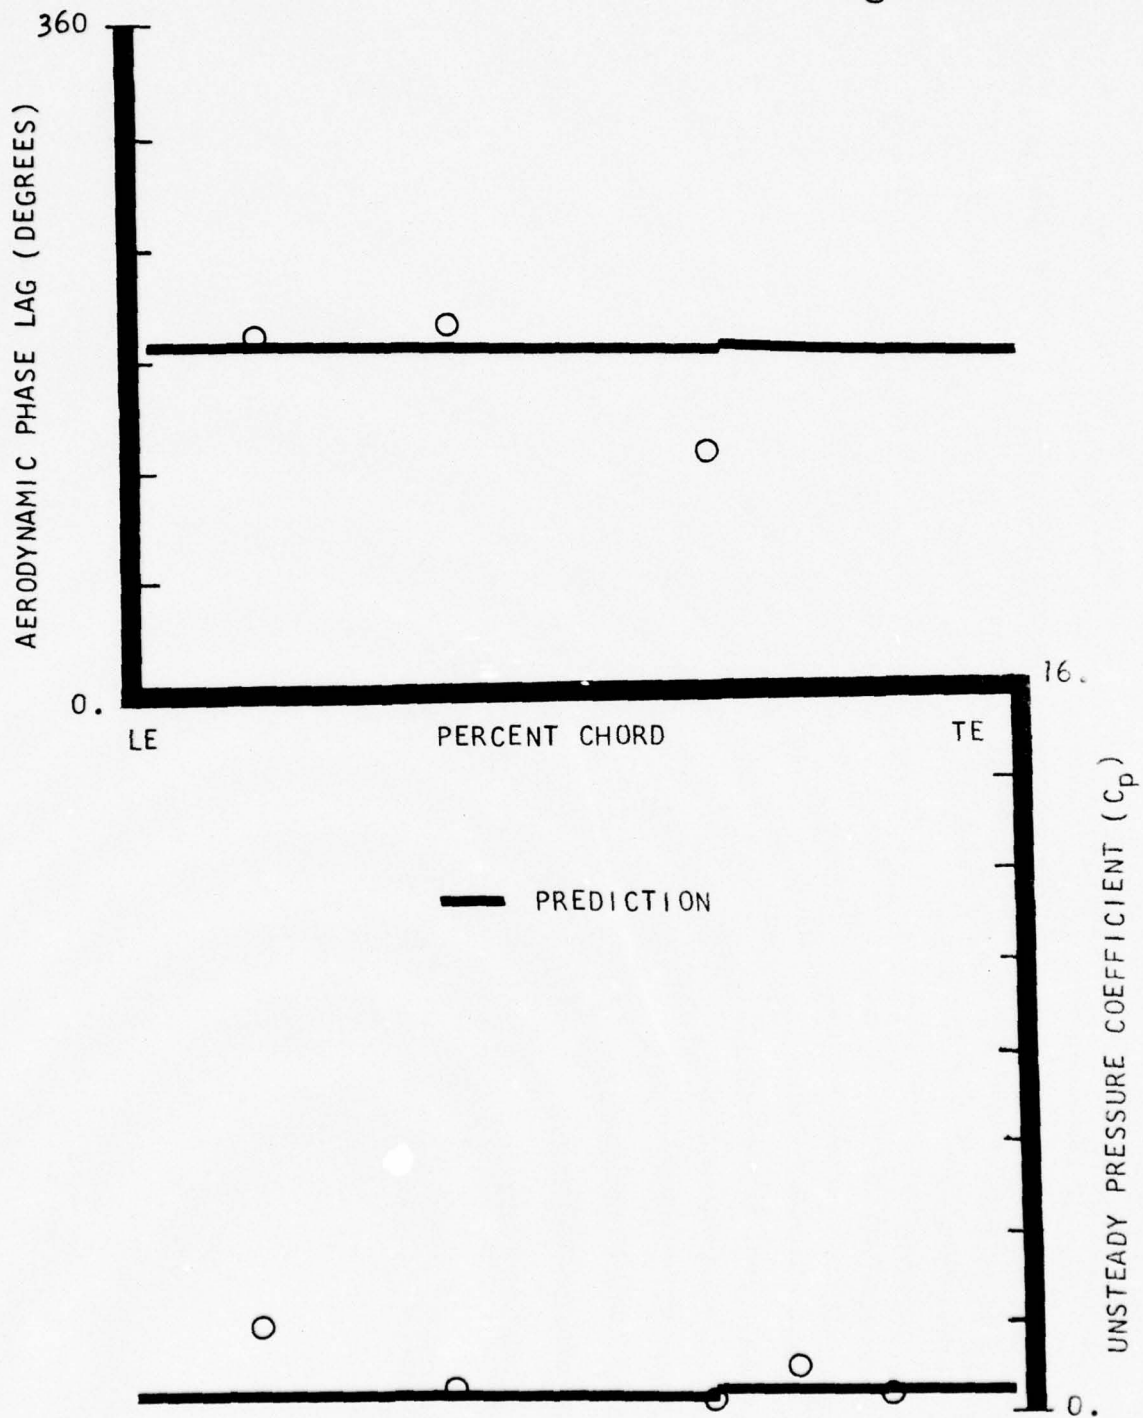 360
AERODYNAMIC PHASE LAG (DEGREES)
0.
16.
LE
PERCENT CHORD
TE
PREDICTION
UNSTEADY PRESSURE COEFFICIENT (Cp)
0.